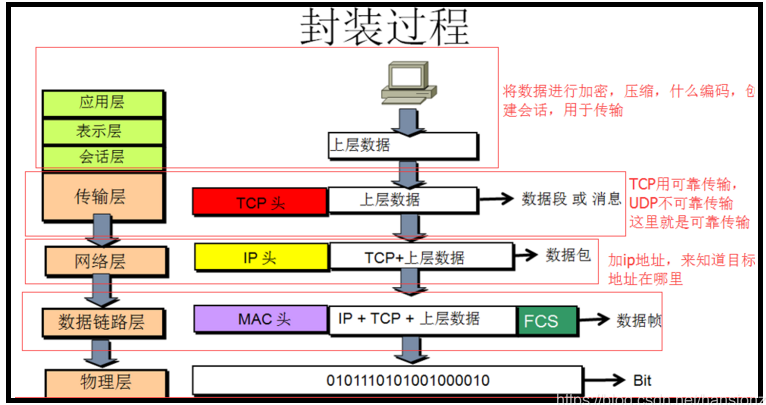 封装过程
应用层
表示层
会话层
上层数据
将数据进行加密，压缩，什么编码，创
建会话，用于传输
传输层
TCP 头
上层数据
数据段 或 消息
TCP用可靠传输，
UDP不可靠传输
这里就是可靠传输
网络层
IP 头
TCP+上层数据
数据包
加ip地址，来知道目标
地址在哪里
数据链路层
MAC 头
IP + TCP + 上层数据
FCS
数据帧
物理层
0101110101001000010
Bit